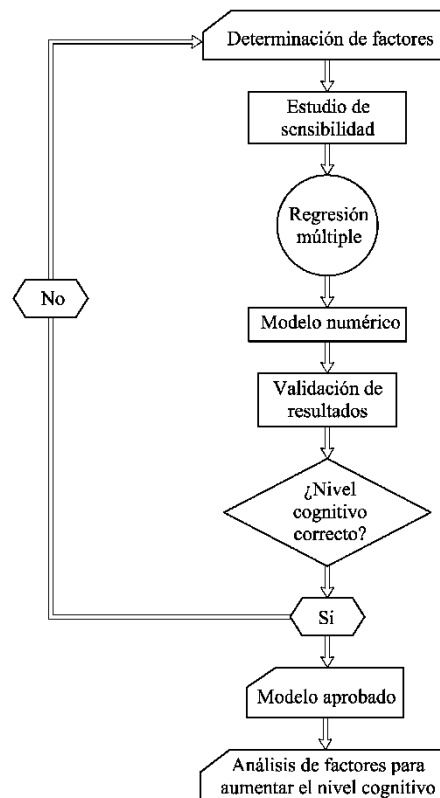 Determinación de factores
Estudio de
sensibilidad
Regresión
múltiple
No
Modelo numérico
Validación de
resultados
¿Nivel
cognitivo
correcto?
Sí
Modelo aprobado
Análisis de factores para
aumentar el nivel cognitivo